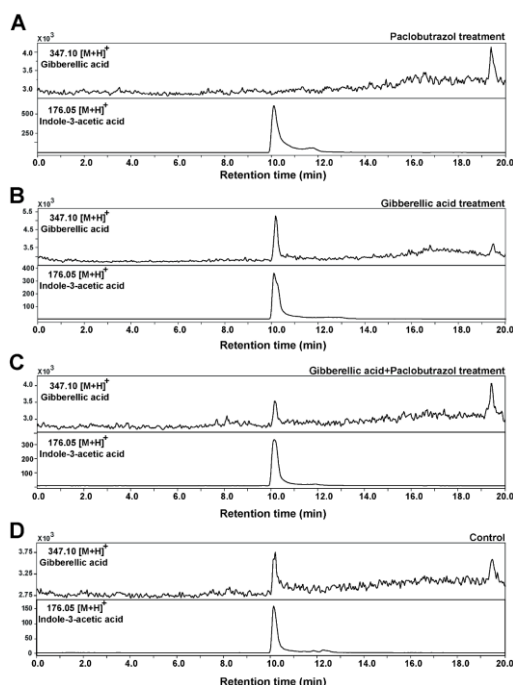 A
X10³
Paclobutrazol treatment
4.0
3.5
3.0
347.10 [M+H]+
Gibberellic acid
500
250
0
176.05 [M+H]+
Indole-3-acetic acid
0.0 2.0 4.0 6.0 8.0 10.0 12.0 14.0 16.0 18.0 20.0
Retention time (min)
B
X10³
Gibberellic acid treatment
5.5
4.5
3.5
2.5
347.10 [M+H]+
Gibberellic acid
400
300
200
100
176.05 [M+H]+
Indole-3-acetic acid
0.0 2.0 4.0 6.0 8.0 10.0 12.0 14.0 16.0 18.0 20.0
Retention time (min)
C
X10³
Gibberellic acid+Paclobutrazol treatment
4.0
3.5
3.0
347.10 [M+H]+
Gibberellic acid
300
200
100
176.05 [M+H]+
Indole-3-acetic acid
0.0 2.0 4.0 6.0 8.0 10.0 12.0 14.0 16.0 18.0 20.0
Retention time (min)
D
X10³
Control
3.75
3.25
2.75
347.10 [M+H]+
Gibberellic acid
150
100
50
0
176.05 [M+H]+
Indole-3-acetic acid
0.0 2.0 4.0 6.0 8.0 10.0 12.0 14.0 16.0 18.0 20.0
Retention time (min)